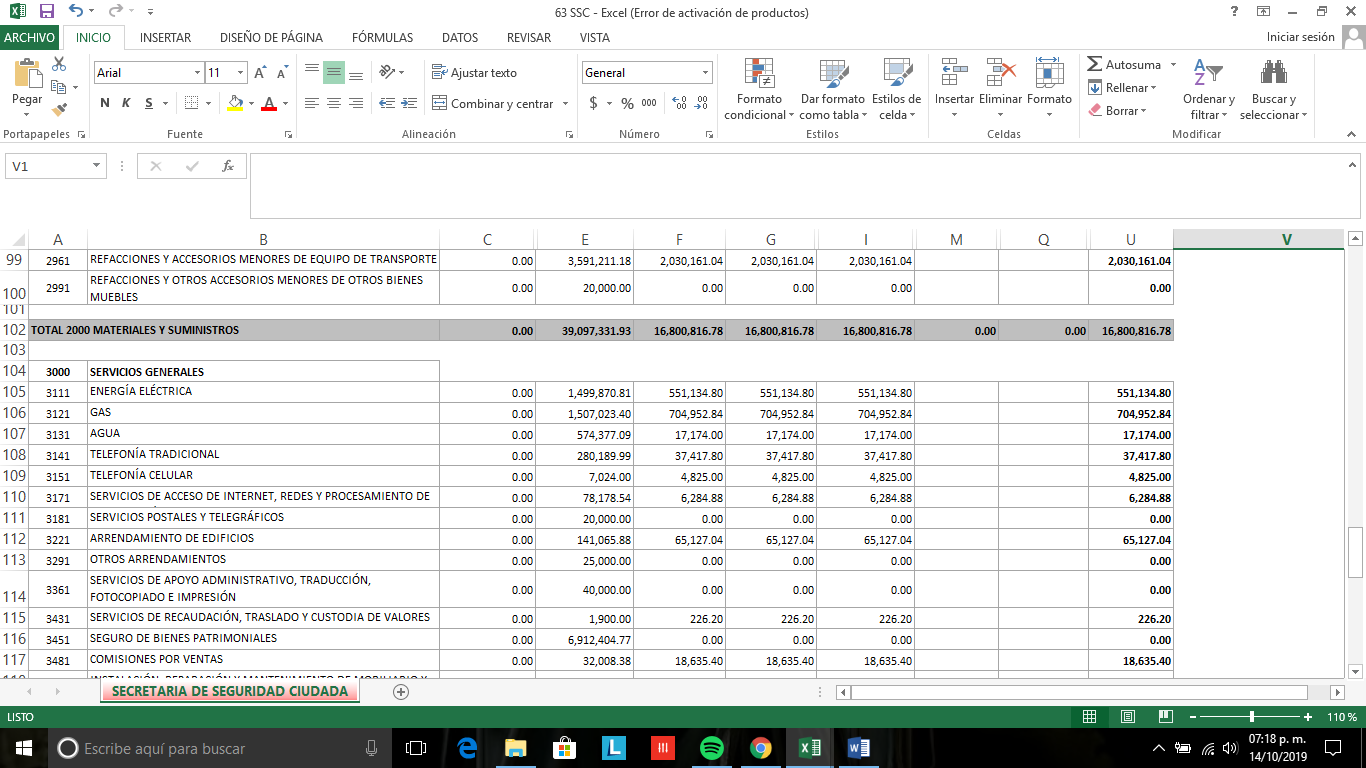 63 SSC - Excel (Error de activación de productos)
ARCHIVO INICIO INSERTAR DISEÑO DE PÁGINA FÓRMULAS DATOS REVISAR VISTA Iniciar sesión
Pegar
Portapapeles
Arial 11
N K S
Fuente
Ajustar texto
Combinar y centrar
Alineación
General
$ % 000
Número
Formato condicional
Dar formato como tabla
Estilos de celda
Estilos
Insertar Eliminar Formato
Celdas
Autosuma
Rellenar
Borrar
Ordenar y filtrar
Buscar y seleccionar
Modificar
V1 fx
A B C E F G I M Q U V
99 2961 REFACCIONES Y ACCESORIOS MENORES DE EQUIPO DE TRANSPORTE 0.00 3,591,211.18 2,030,161.04 2,030,161.04 2,030,161.04 2,030,161.04
100 2991 REFACCIONES Y OTROS ACCESORIOS MENORES DE OTROS BIENES MUEBLES 0.00 20,000.00 0.00 0.00 0.00 0.00
101
102 TOTAL 2000 MATERIALES Y SUMINISTROS 0.00 39,097,331.93 16,800,816.78 16,800,816.78 16,800,816.78 0.00 0.00 16,800,816.78
103
104 3000 SERVICIOS GENERALES
105 3111 ENERGÍA ELÉCTRICA 0.00 1,499,870.81 551,134.80 551,134.80 551,134.80 551,134.80
106 3121 GAS 0.00 1,507,023.40 704,952.84 704,952.84 704,952.84 704,952.84
107 3131 AGUA 0.00 574,377.09 17,174.00 17,174.00 17,174.00 17,174.00
108 3141 TELEFONÍA TRADICIONAL 0.00 280,189.99 37,417.80 37,417.80 37,417.80 37,417.80
109 3151 TELEFONÍA CELULAR 0.00 7,024.00 4,825.00 4,825.00 4,825.00 4,825.00
110 3171 SERVICIOS DE ACCESO DE INTERNET, REDES Y PROCESAMIENTO DE 0.00 78,178.54 6,284.88 6,284.88 6,284.88 6,284.88
111 3181 SERVICIOS POSTALES Y TELEGRÁFICOS 0.00 20,000.00 0.00 0.00 0.00 0.00
112 3221 ARRENDAMIENTO DE EDIFICIOS 0.00 141,065.88 65,127.04 65,127.04 65,127.04 65,127.04
113 3291 OTROS ARRENDAMIENTOS 0.00 25,000.00 0.00 0.00 0.00 0.00
114 3361 SERVICIOS DE APOYO ADMINISTRATIVO, TRADUCCIÓN, FOTOCOPIADO E IMPRESIÓN 0.00 40,000.00 0.00 0.00 0.00 0.00
115 3431 SERVICIOS DE RECAUDACIÓN, TRASLADO Y CUSTODIA DE VALORES 0.00 1,900.00 226.20 226.20 226.20 226.20
116 3451 SEGURO DE BIENES PATRIMONIALES 0.00 6,912,404.77 0.00 0.00 0.00 0.00
117 3481 COMISIONES POR VENTAS 0.00 32,008.38 18,635.40 18,635.40 18,635.40 18,635.40
SECRETARIA DE SEGURIDAD CIUDADA
LISTO 110 %
Escribe aquí para buscar
07:18 p. m.
14/10/2019